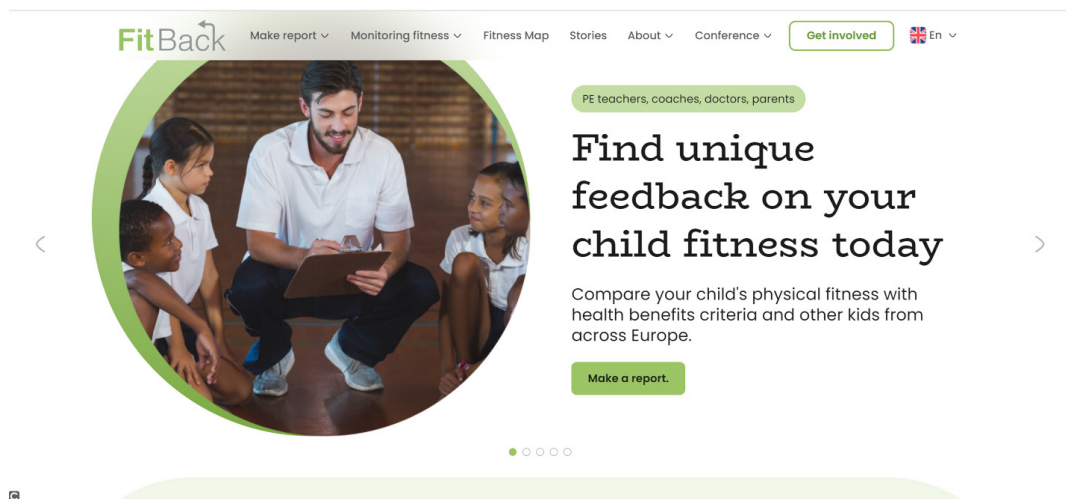 FitBack
Make report
Monitoring fitness
Fitness Map
Stories
About
Conference
Get involved
En
PE teachers, coaches, doctors, parents
Find unique
feedback on your
child fitness today
Compare your child's physical fitness with
health benefits criteria and other kids from
across Europe.
Make a report.